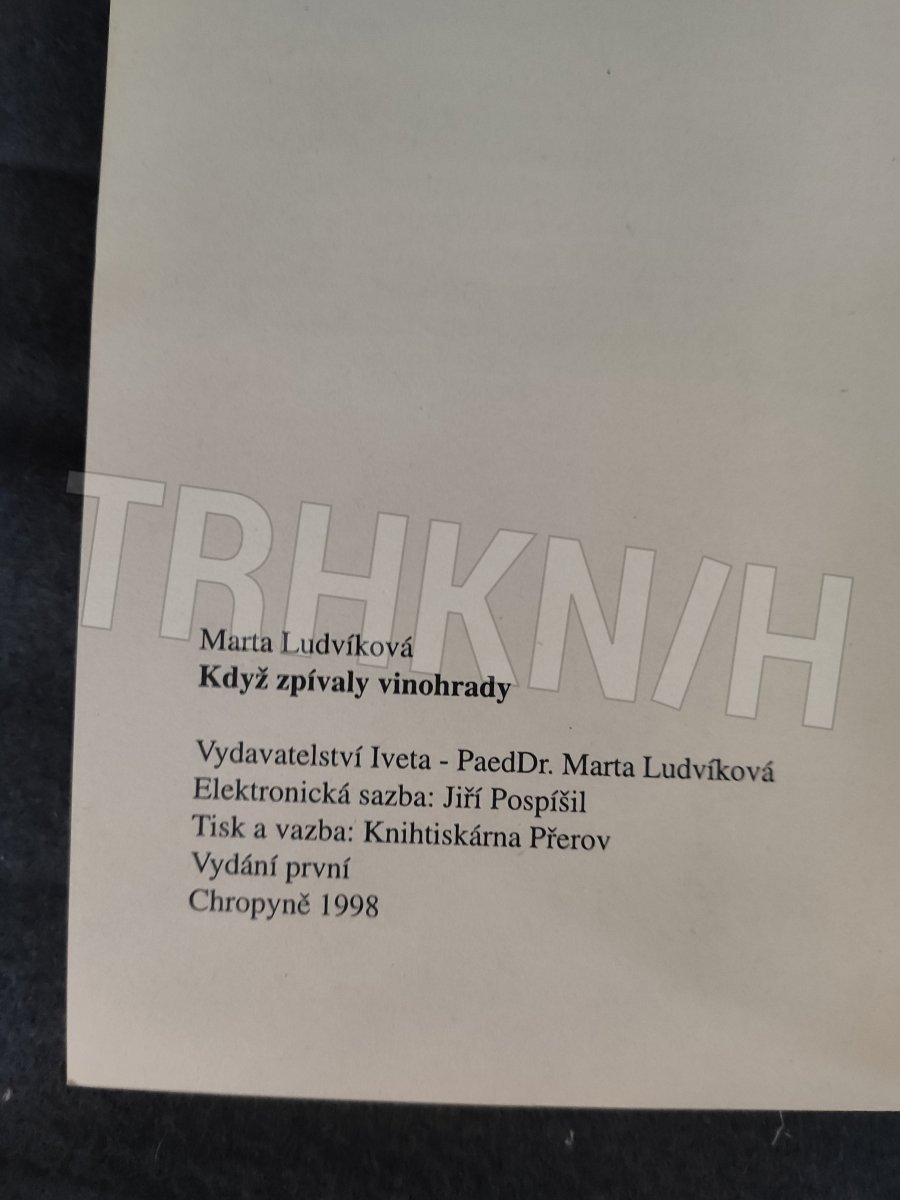 TRHKN/H
Marta Ludvíková
Když zpívaly vinohrady
Vydavatelství Iveta - PaedDr. Marta Ludvíková
Elektronická sazba: Jiří Pospíšil
Tisk a vazba: Knihtiskárna Přerov
Vydání první
Chropyně 1998